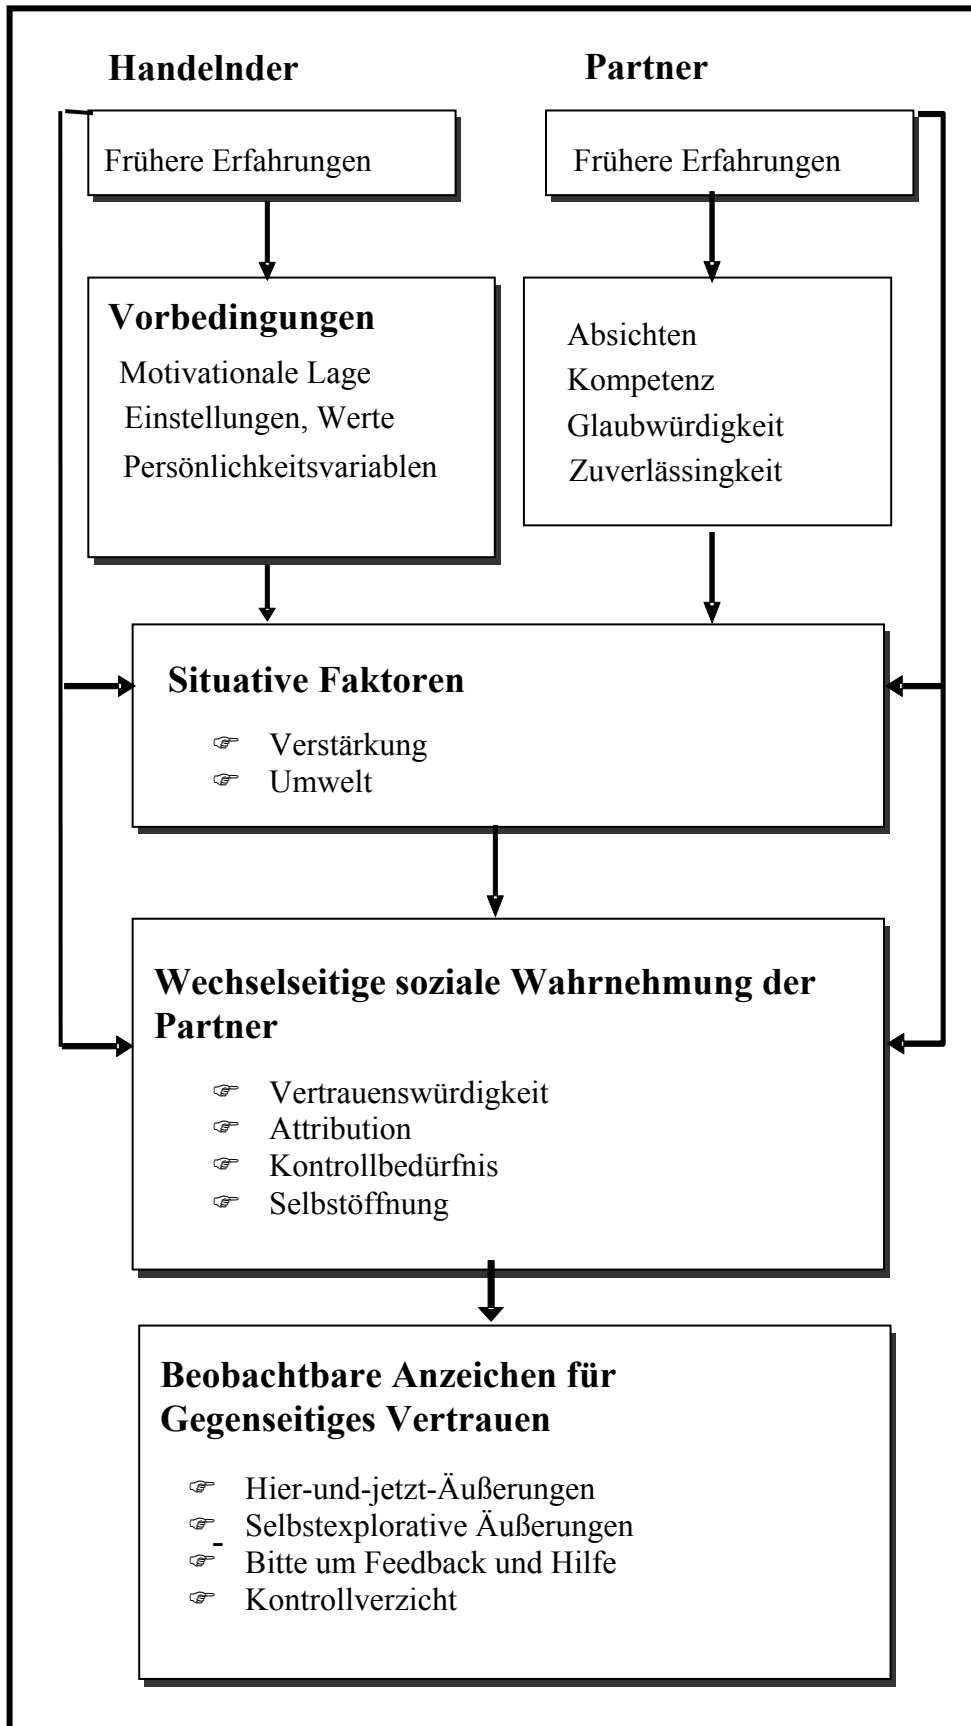 Handelnder
Partner
Frühere Erfahrungen
Frühere Erfahrungen
Vorbedingungen
Motivationale Lage
Einstellungen, Werte
Persönlichkeitsvariablen
Absichten
Kompetenz
Glaubwürdigkeit
Zuverlässingkeit
Situative Faktoren
☞ Verstärkung
☞ Umwelt
Wechselseitige soziale Wahrnehmung der
Partner
☞ Vertrauenswürdigkeit
☞ Attribution
☞ Kontrollbedürfnis
☞ Selbstöffnung
Beobachtbare Anzeichen für
Gegenseitiges Vertrauen
☞ Hier-und-jetzt-Äußerungen
☞ Selbstexplorative Äußerungen
☞ Bitte um Feedback und Hilfe
☞ Kontrollverzicht